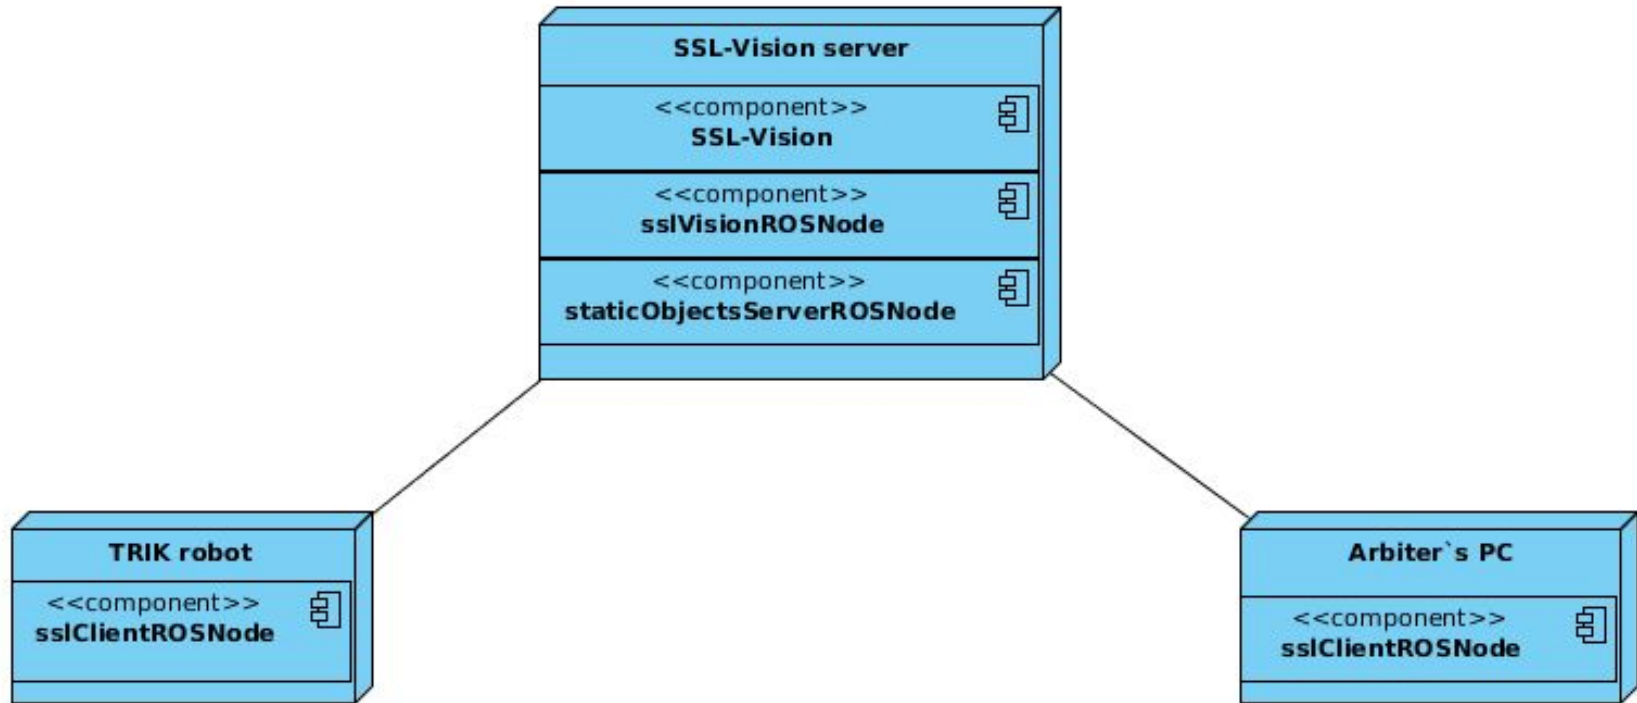 SSL-Vision server
<<component>>
SSL-Vision
<<component>>
sslVisionROSNode
<<component>>
staticObjectsServerROSNode
TRIK robot
<<component>>
sslClientROSNode
Arbiter`s PC
<<component>>
sslClientROSNode